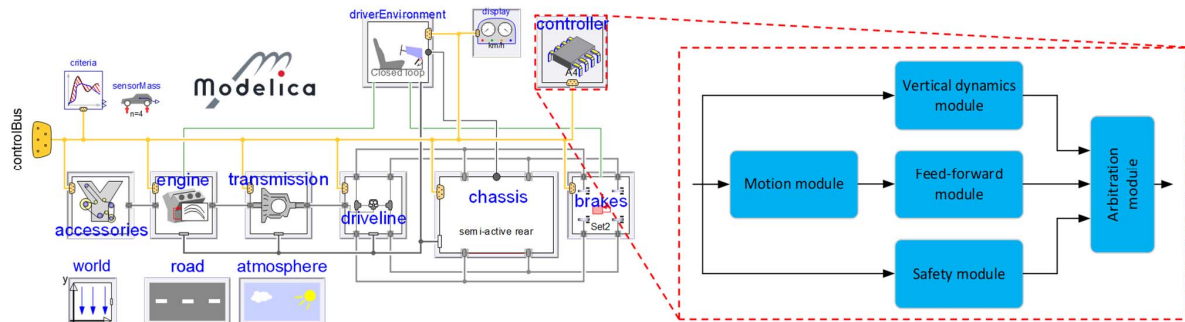 driverEnvironment
display
km/h
controller
A4
Closed loop
criteria
sensorMass
n=4
Modelica
controlBus
accessories
engine
transmission
driveline
chassis
semi-active rear
brakes
Set2
world
y
road
atmosphere
Vertical dynamics
module
Motion module
Feed-forward
module
Safety module
Arbitration
module